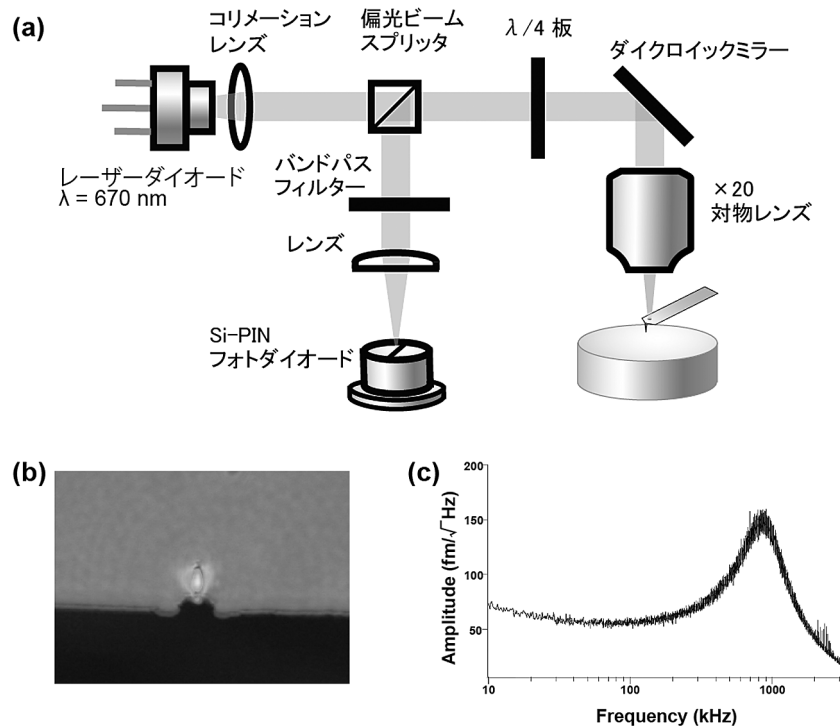 (a)
コリメーション
レンズ
偏光ビーム
スプリッタ
λ/4 板
ダイクロイックミラー
レーザーダイオード
λ = 670 nm
バンドパス
フィルター
×20
対物レンズ
レンズ
Si-PIN
フォトダイオード
(b)
(c)
200
150
100
50
Amplitude (fm/√Hz)
10
100
1000
Frequency (kHz)